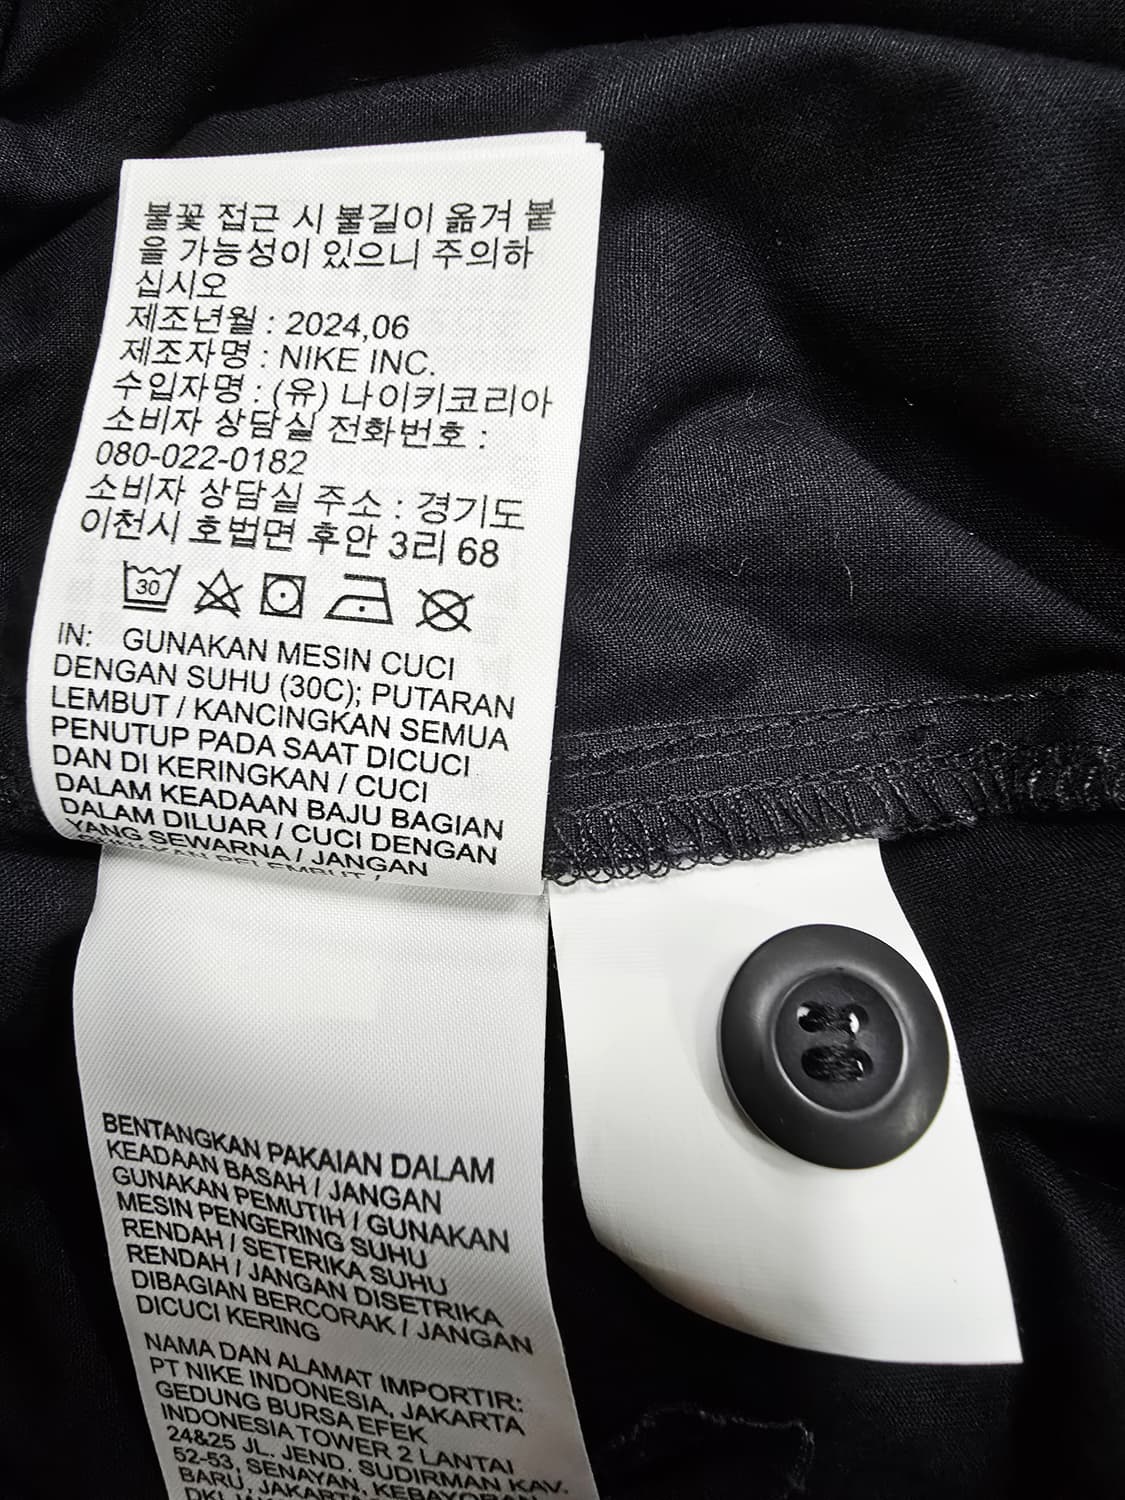 불꽃 접근 시 불길이 옮겨 붙
을 가능성이 있으니 주의하
십시오
제조년월 : 2024,06
제조자명 : NIKE INC.
수입자명 : (유) 나이키코리아
소비자 상담실 전화번호 :
080-022-0182
소비자 상담실 주소 : 경기도
이천시 호법면 후안 3리 68
30
IN: GUNAKAN MESIN CUCI
DENGAN SUHU (30C); PUTARAN
LEMBUT / KANCINGKAN SEMUA
PENUTUP PADA SAAT DICUCI
DAN DI KERINGKAN / CUCI
DALAM KEADAAN BAJU BAGIAN
DALAM DILUAR / CUCI DENGAN
YANG SEWARNA / JANGAN
GUNAKAN PELEMBUT /
BENTANGKAN PAKAIAN DALAM
KEADAAN BASAH / JANGAN
GUNAKAN PEMUTIH / GUNAKAN
MESIN PENGERING SUHU
RENDAH / SETERIKA SUHU
RENDAH / JANGAN DISETRIKA
DIBAGIAN BERCORAK / JANGAN
DICUCI KERING
NAMA DAN ALAMAT IMPORTIR:
PT NIKE INDONESIA, JAKARTA
GEDUNG BURSA EFEK
INDONESIA TOWER 2 LANTAI
24&25 JL. JEND. SUDIRMAN KAV.
52-53, SENAYAN, KEBAYORAN
BARU, JAKARTA
DKI